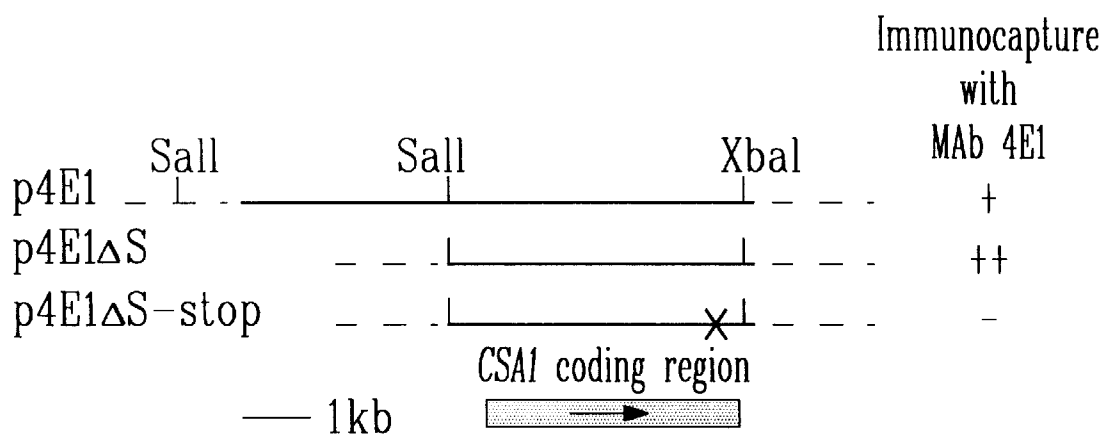 Immunocapture
with
MAb 4E1
SalI SalI XbaI
p4E1 +
p4E1ΔS ++
p4E1ΔS-stop X -
CSA1 coding region
1kb